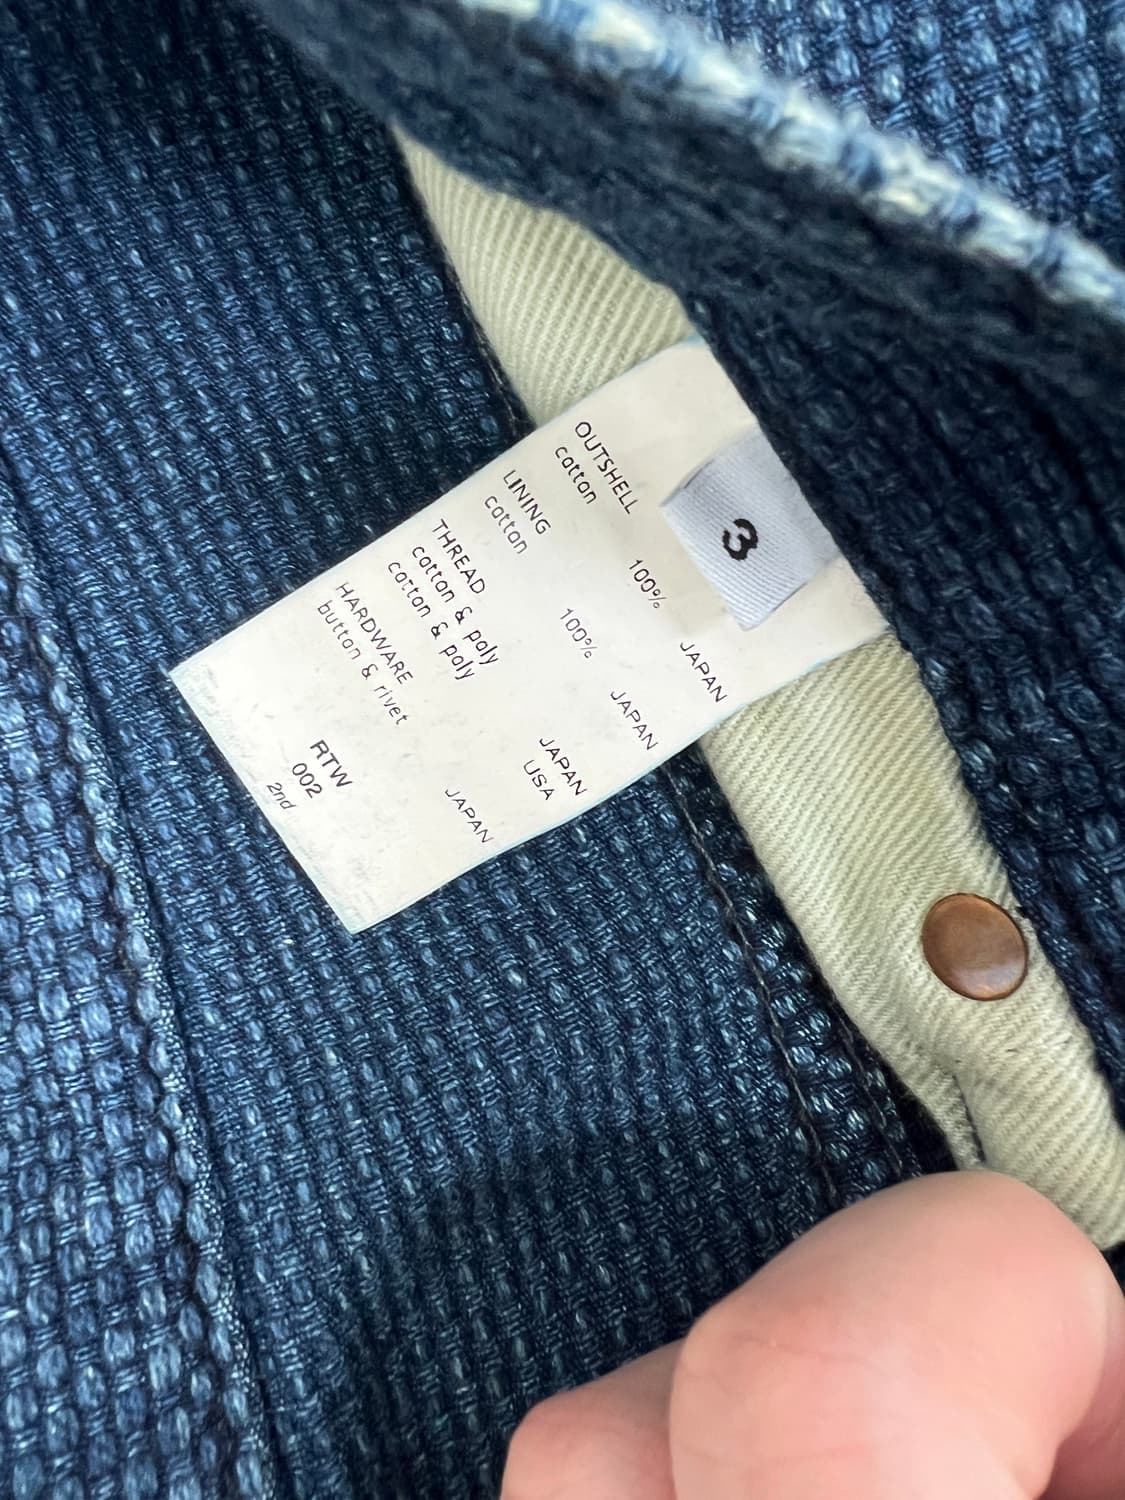 3
OUTSHELL
cotton 100% JAPAN
LINING
cotton 100% JAPAN
THREAD
cotton & poly JAPAN
cotton & poly USA
HARDWARE
button & rivet JAPAN
RTW
002
2nd